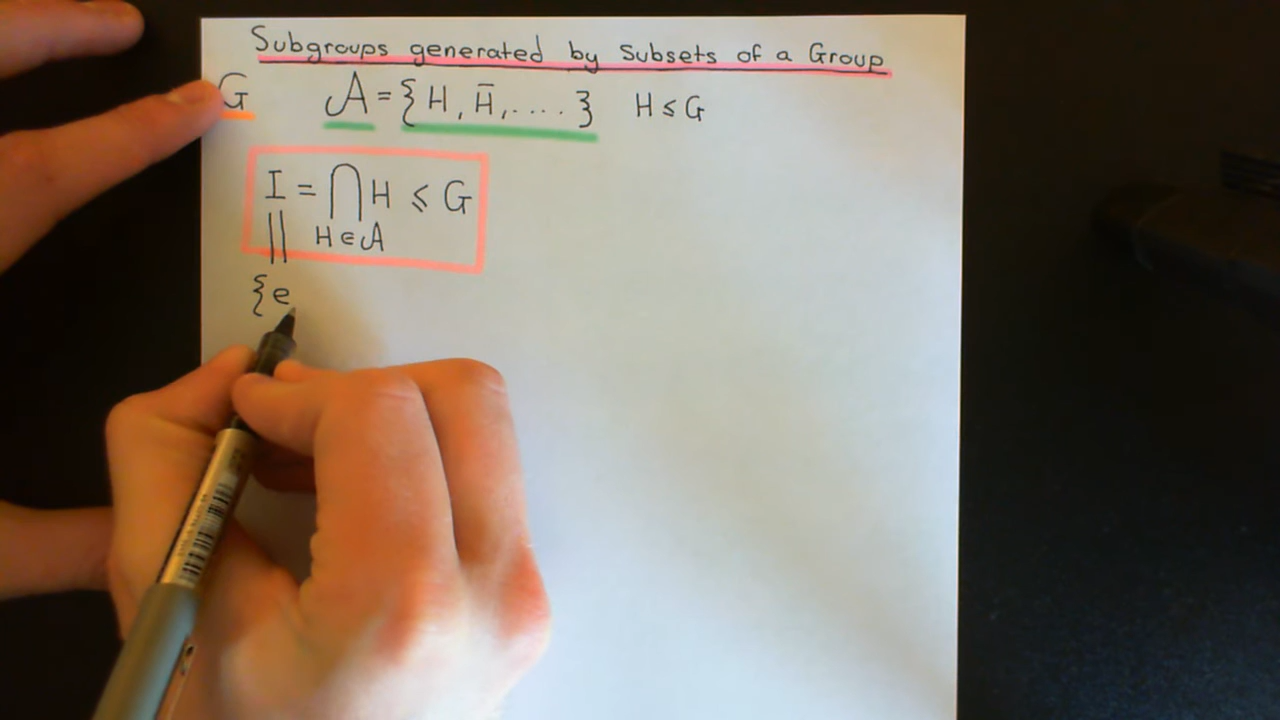 Subgroups generated by Subsets of a Group
G 𝒜 = {H, H̄, .... } H ≤ G
I = ⋂ H ≤ G
|| H ∈ 𝒜
{e